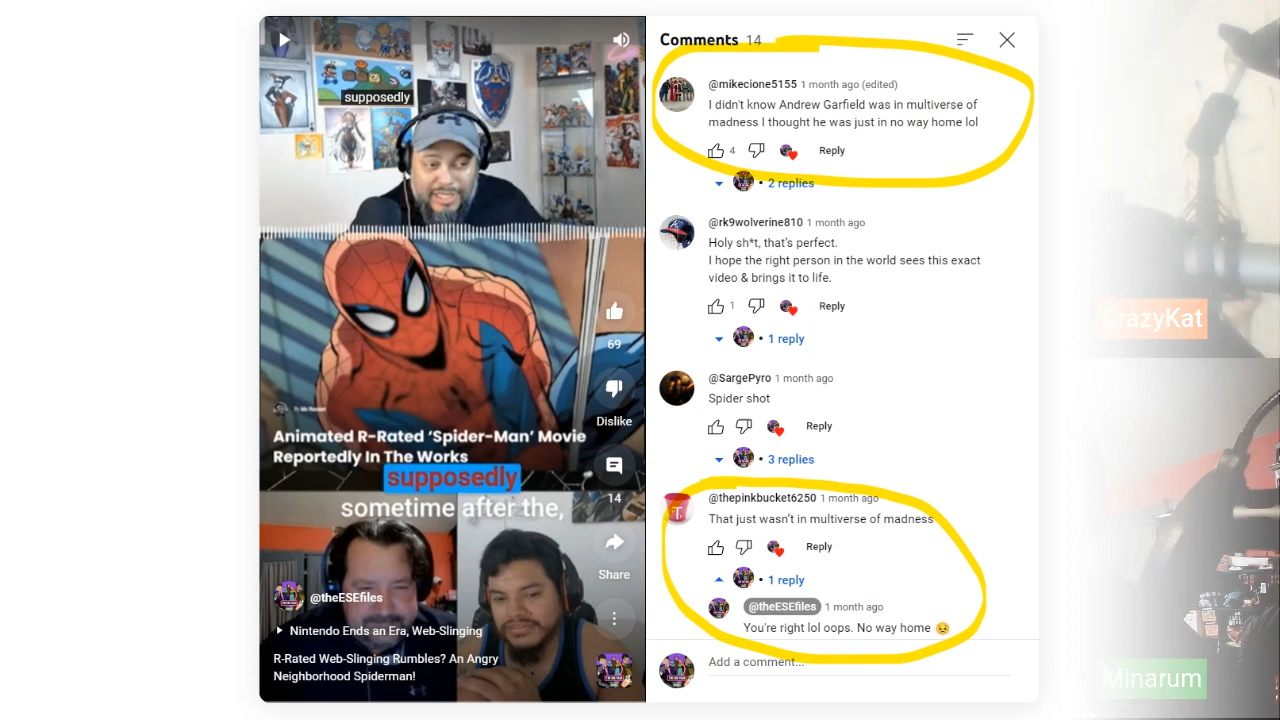 supposedly
Animated R-Rated ‘Spider-Man’ Movie
Reportedly In The Works
supposedly
sometime after the,
69
Dislike
14
Share
@theESEfiles
Nintendo Ends an Era, Web-Slinging
R-Rated Web-Slinging Rumbles? An Angry
Neighborhood Spiderman!
Comments 14
@mikecione5155 1 month ago (edited)
I didn't know Andrew Garfield was in multiverse of
madness I thought he was just in no way home lol
4 Reply
• 2 replies
@rk9wolverine810 1 month ago
Holy sh*t, that’s perfect.
I hope the right person in the world sees this exact
video & brings it to life.
1 Reply
• 1 reply
@SargePyro 1 month ago
Spider shot
Reply
• 3 replies
@thepinkbucket6250 1 month ago
T.
That just wasn’t in multiverse of madness
Reply
• 1 reply
@theESEfiles 1 month ago
You're right lol oops. No way home 😣
Add a comment...
CrazyKat
Minarum